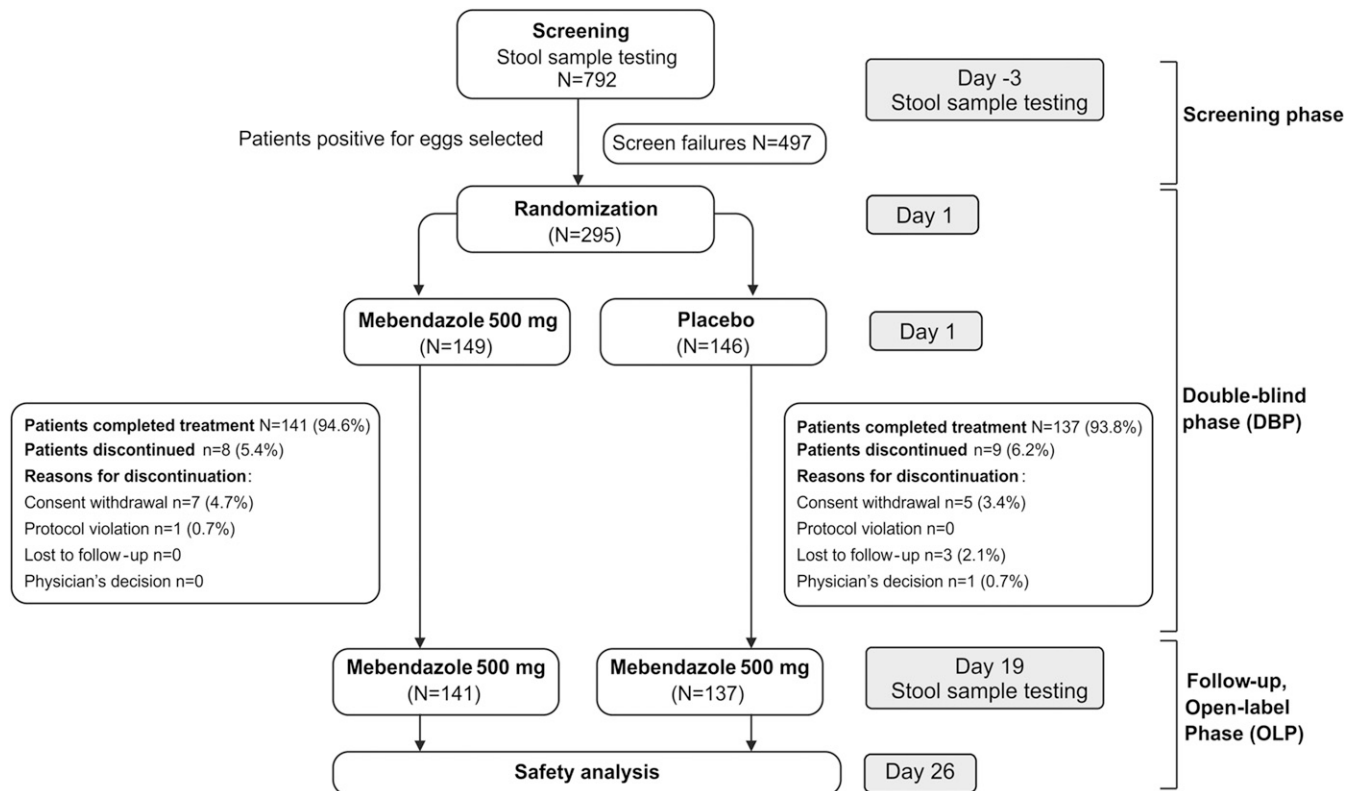 Screening
Stool sample testing
N=792
Day -3
Stool sample testing
Screening phase
Patients positive for eggs selected
Screen failures N=497
Randomization
(N=295)
Day 1
Mebendazole 500 mg
(N=149)
Placebo
(N=146)
Day 1
Double-blind
phase (DBP)
Patients completed treatment N=141 (94.6%)
Patients discontinued n=8 (5.4%)
Reasons for discontinuation:
Consent withdrawal n=7 (4.7%)
Protocol violation n=1 (0.7%)
Lost to follow-up n=0
Physician's decision n=0
Patients completed treatment N=137 (93.8%)
Patients discontinued n=9 (6.2%)
Reasons for discontinuation:
Consent withdrawal n=5 (3.4%)
Protocol violation n=0
Lost to follow-up n=3 (2.1%)
Physician's decision n=1 (0.7%)
Mebendazole 500 mg
(N=141)
Mebendazole 500 mg
(N=137)
Day 19
Stool sample testing
Follow-up,
Open-label
Phase (OLP)
Safety analysis
Day 26